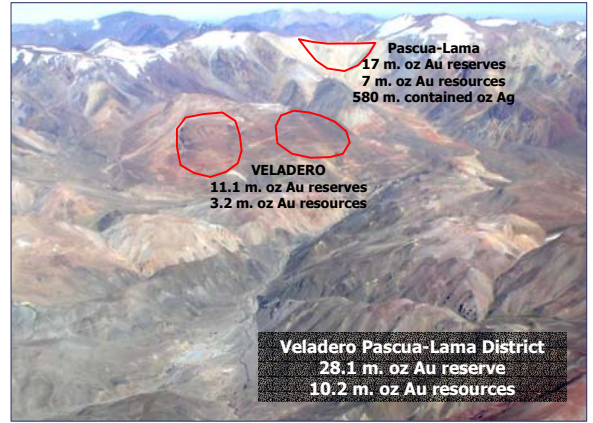 Pascua-Lama
17 m. oz Au reserves
7 m. oz Au resources
580 m. contained oz Ag
VELADERO
11.1 m. oz Au reserves
3.2 m. oz Au resources
Veladero Pascua-Lama District
28.1 m. oz Au reserve
10.2 m. oz Au resources